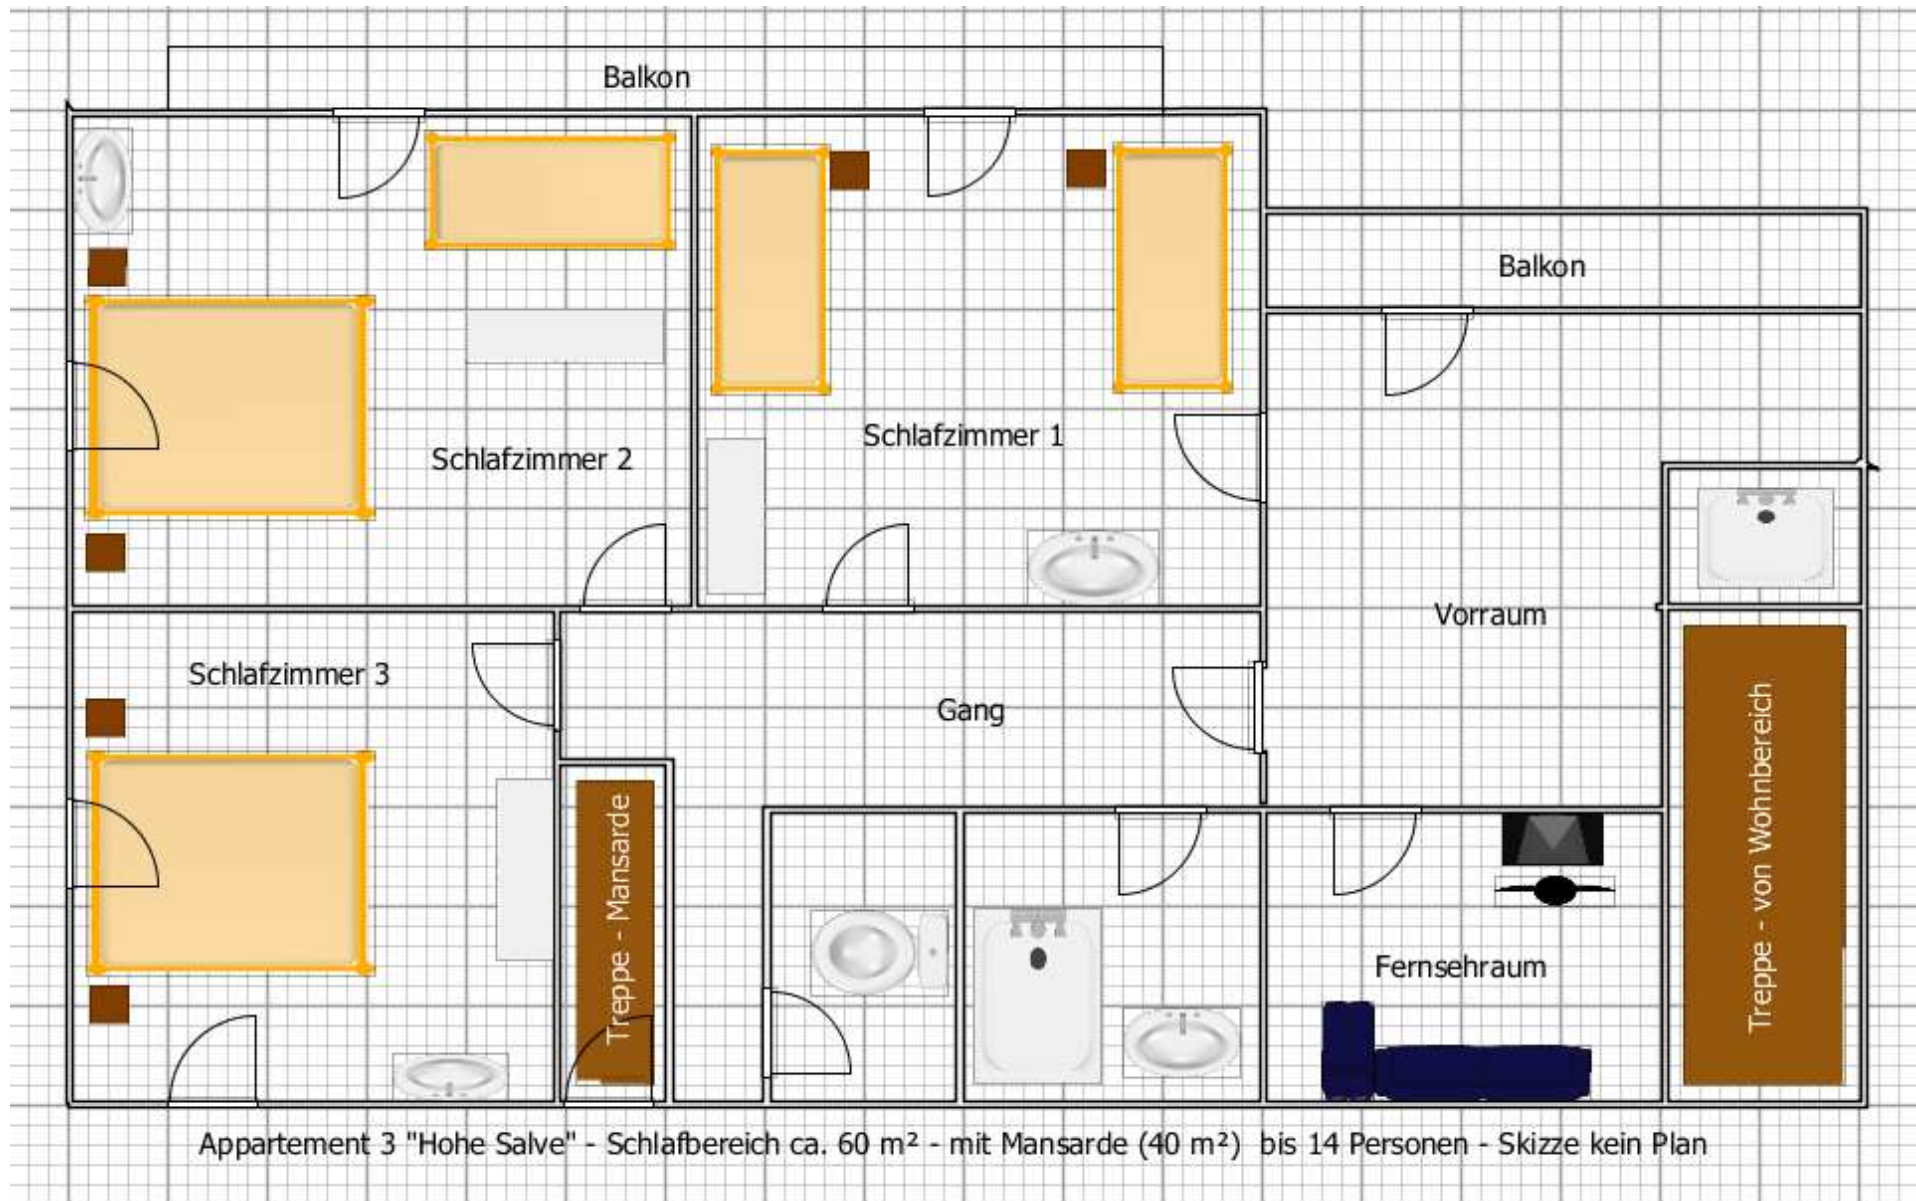 Balkon
Balkon
Schlafzimmer 1
Schlafzimmer 2
Vorraum
Schlafzimmer 3
Gang
Treppe - Mansarde
Treppe - von Wohnbereich
Fernsehraum
Appartement 3 "Hohe Salve" - Schlafbereich ca. 60 m² - mit Mansarde (40 m²)  bis 14 Personen - Skizze kein Plan